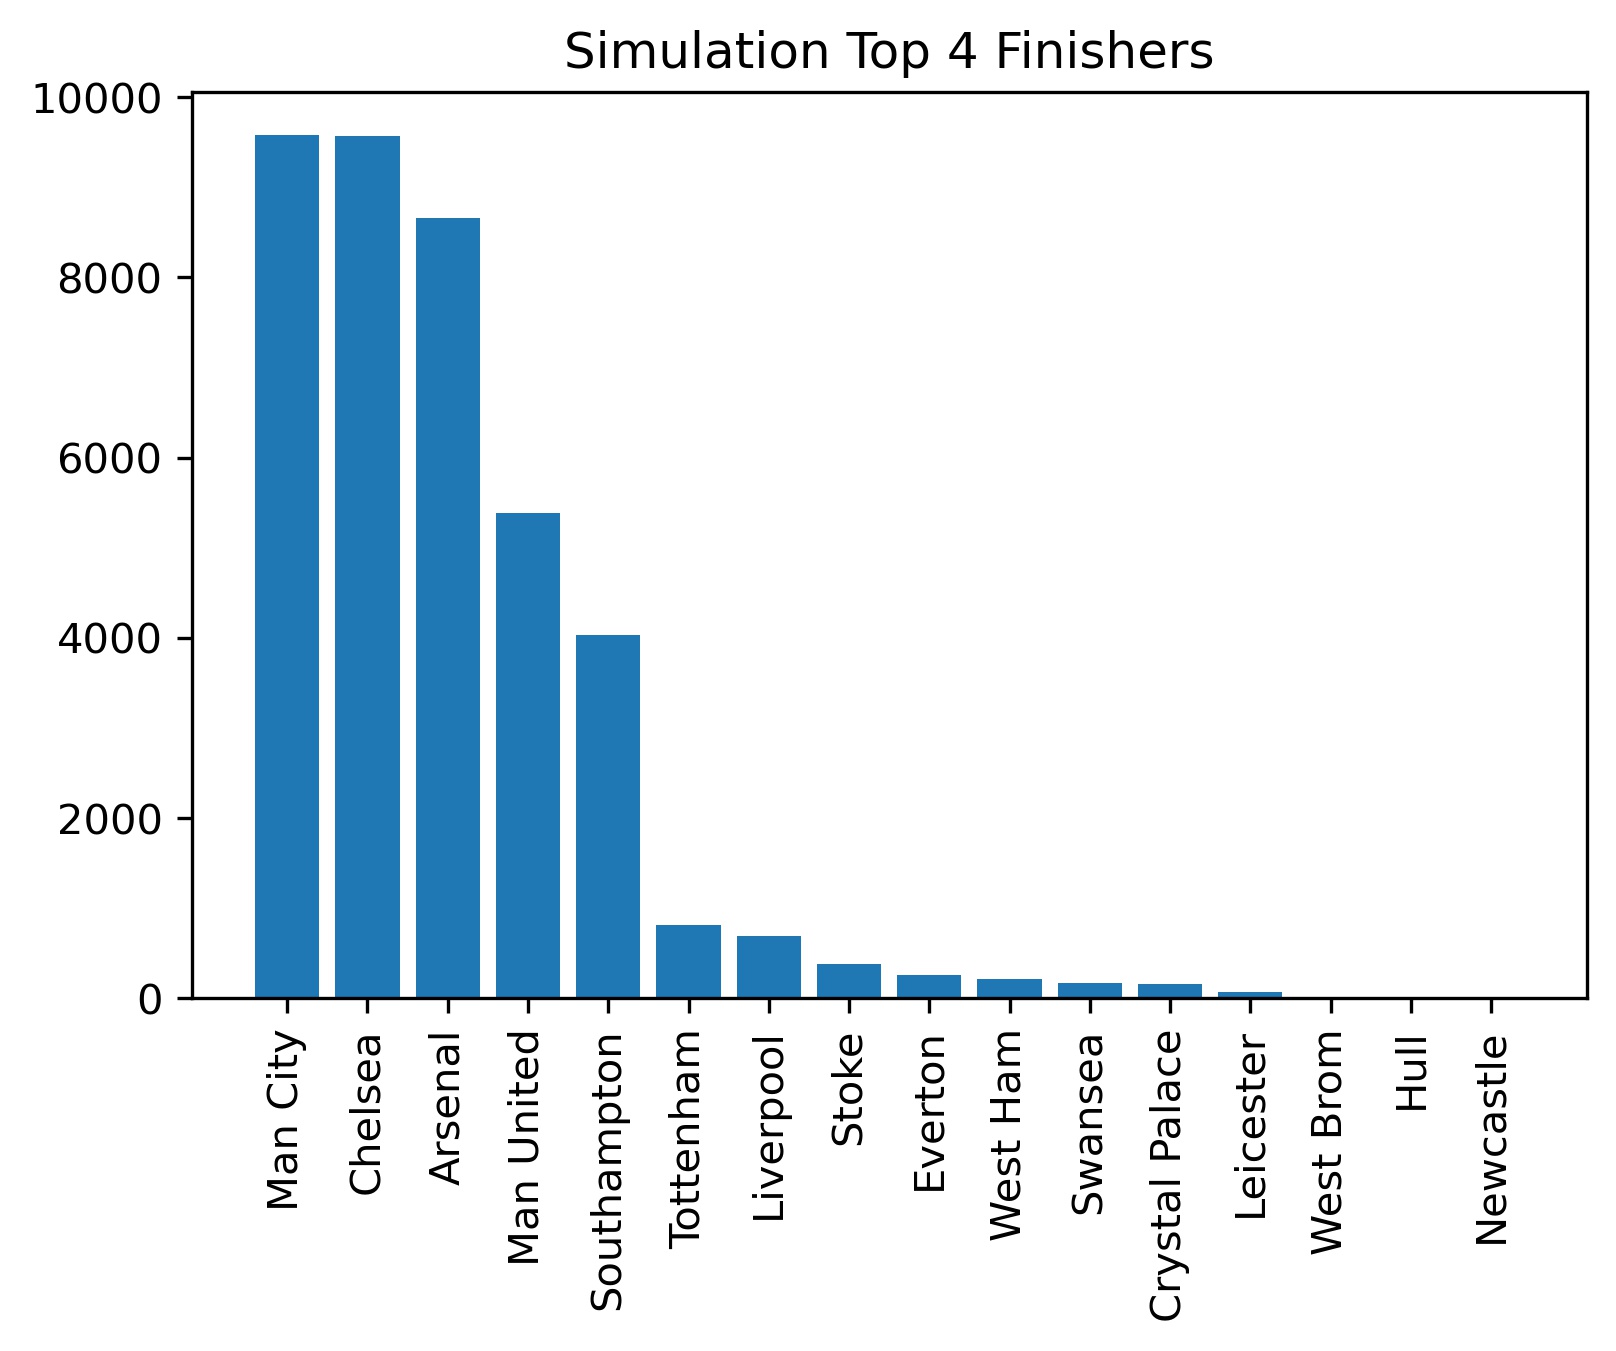 Simulation Top 4 Finishers
10000
8000
6000
4000
2000
0
Man City
Chelsea
Arsenal
Man United
Southampton
Tottenham
Liverpool
Stoke
Everton
West Ham
Swansea
Crystal Palace
Leicester
West Brom
Hull
Newcastle